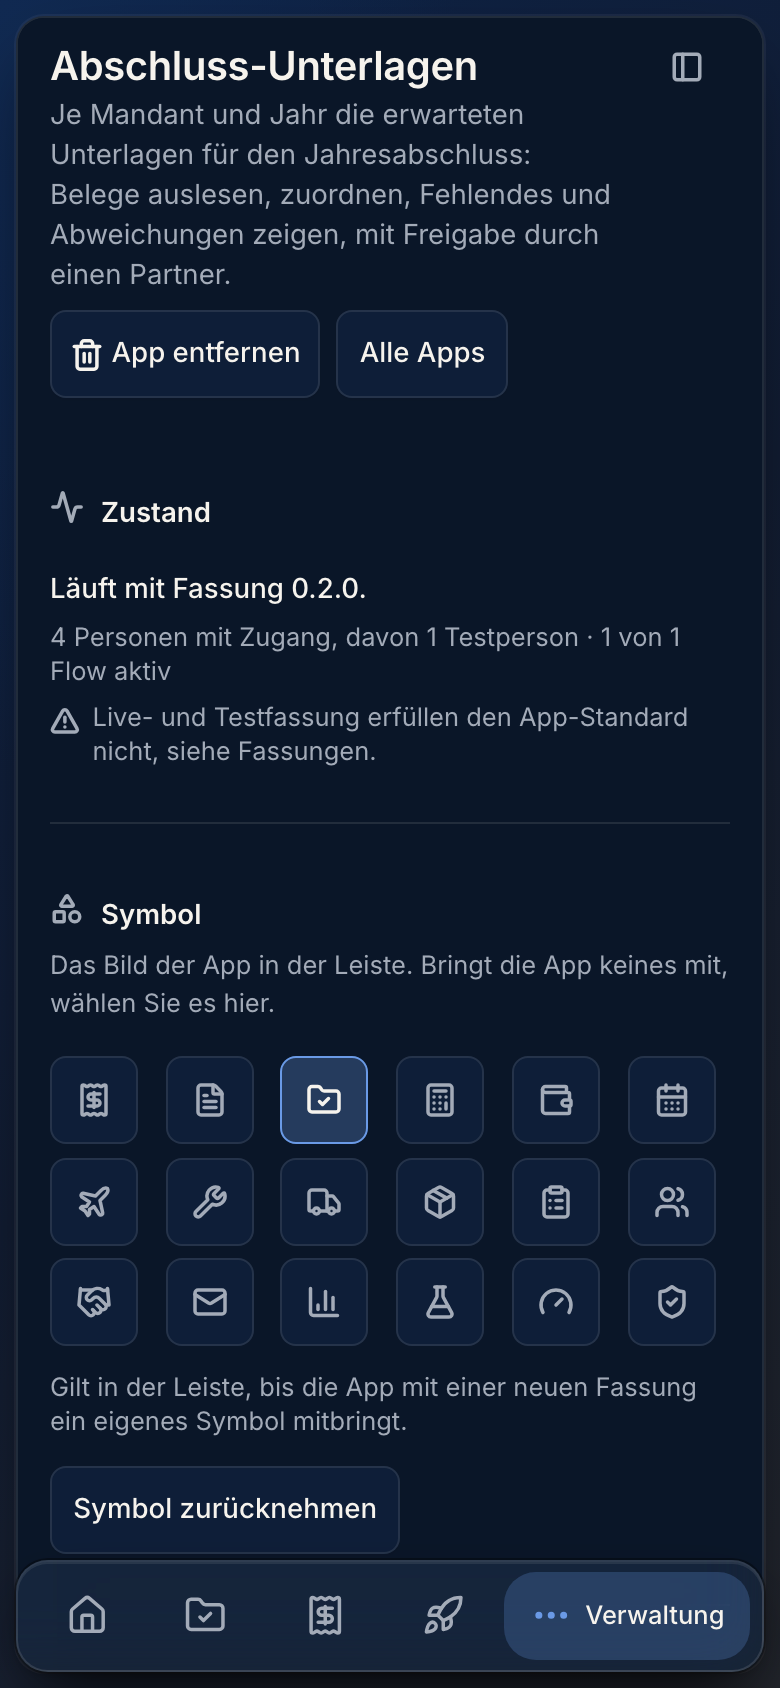 Abschluss-Unterlagen
Je Mandant und Jahr die erwarteten
Unterlagen für den Jahresabschluss:
Belege auslesen, zuordnen, Fehlendes und
Abweichungen zeigen, mit Freigabe durch
einen Partner.
App entfernen
Alle Apps
Zustand
Läuft mit Fassung 0.2.0.
4 Personen mit Zugang, davon 1 Testperson · 1 von 1
Flow aktiv
Live- und Testfassung erfüllen den App-Standard
nicht, siehe Fassungen.
Symbol
Das Bild der App in der Leiste. Bringt die App keines mit,
wählen Sie es hier.
Gilt in der Leiste, bis die App mit einer neuen Fassung
ein eigenes Symbol mitbringt.
Symbol zurücknehmen
Verwaltung